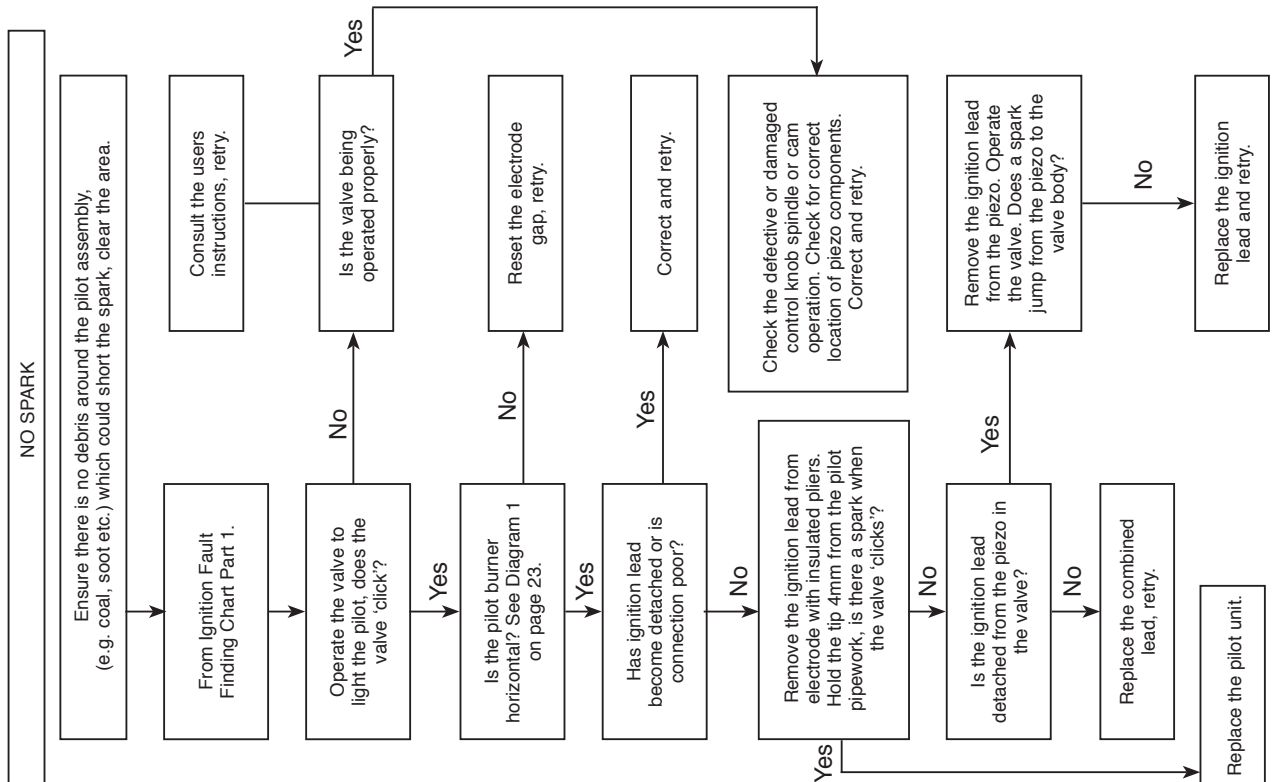 NO SPARK
Ensure there is no debris around the pilot assembly,
(e.g. coal, soot etc.) which could short the spark, clear the area.
From Ignition Fault
Finding Chart Part 1.
Consult the users
instructions, retry.
Operate the valve to
light the pilot, does the
valve ‘click’?
No
Is the valve being
operated properly?
Yes
Yes
Is the pilot burner
horizontal? See Diagram 1
on page 23.
No
Reset the electrode
gap, retry.
Yes
Has ignition lead
become detached or is
connection poor?
Yes
Correct and retry.
No
Remove the ignition lead from
electrode with insulated pliers.
Hold the tip 4mm from the pilot
pipework, is there a spark when
the valve ‘clicks’?
Check the defective or damaged
control knob spindle or cam
operation. Check for correct
location of piezo components.
Correct and retry.
Yes
No
Is the ignition lead
detached from the piezo in
the valve?
Yes
Remove the ignition lead
from the piezo. Operate
the valve. Does a spark
jump from the piezo to the
valve body?
No
No
Replace the combined
lead, retry.
Replace the ignition
lead and retry.
Replace the pilot unit.